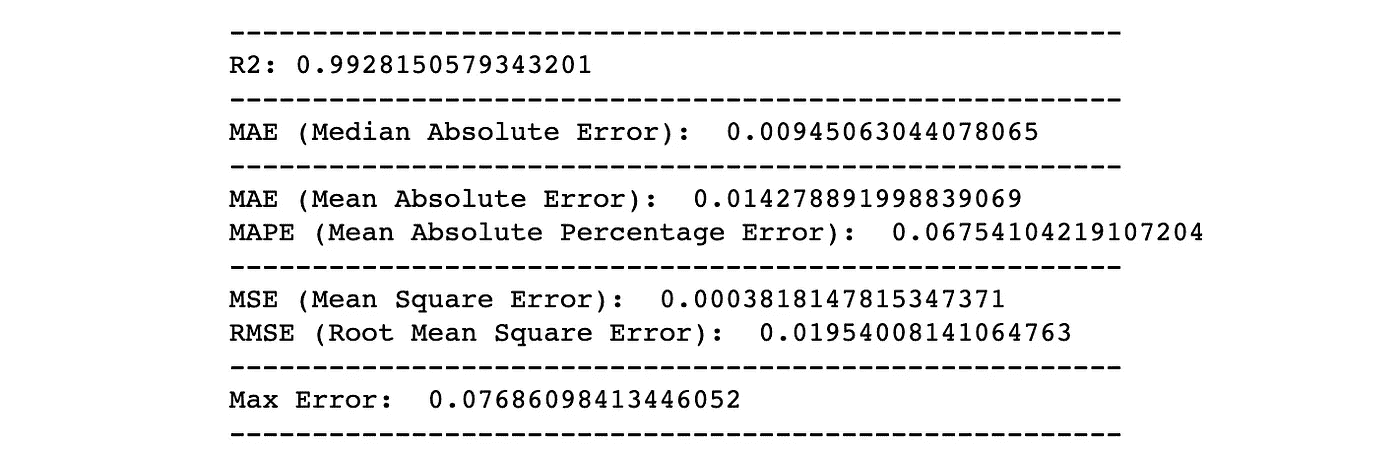 ------------------------------------------------------
R2: 0.9928150579343201
------------------------------------------------------
MAE (Median Absolute Error):  0.00945063044078065
------------------------------------------------------
MAE (Mean Absolute Error):  0.014278891998839069
MAPE (Mean Absolute Percentage Error):  0.06754104219107204
------------------------------------------------------
MSE (Mean Square Error):  0.0003818147815347371
RMSE (Root Mean Square Error):  0.01954008141064763
------------------------------------------------------
Max Error:  0.07686098413446052
------------------------------------------------------